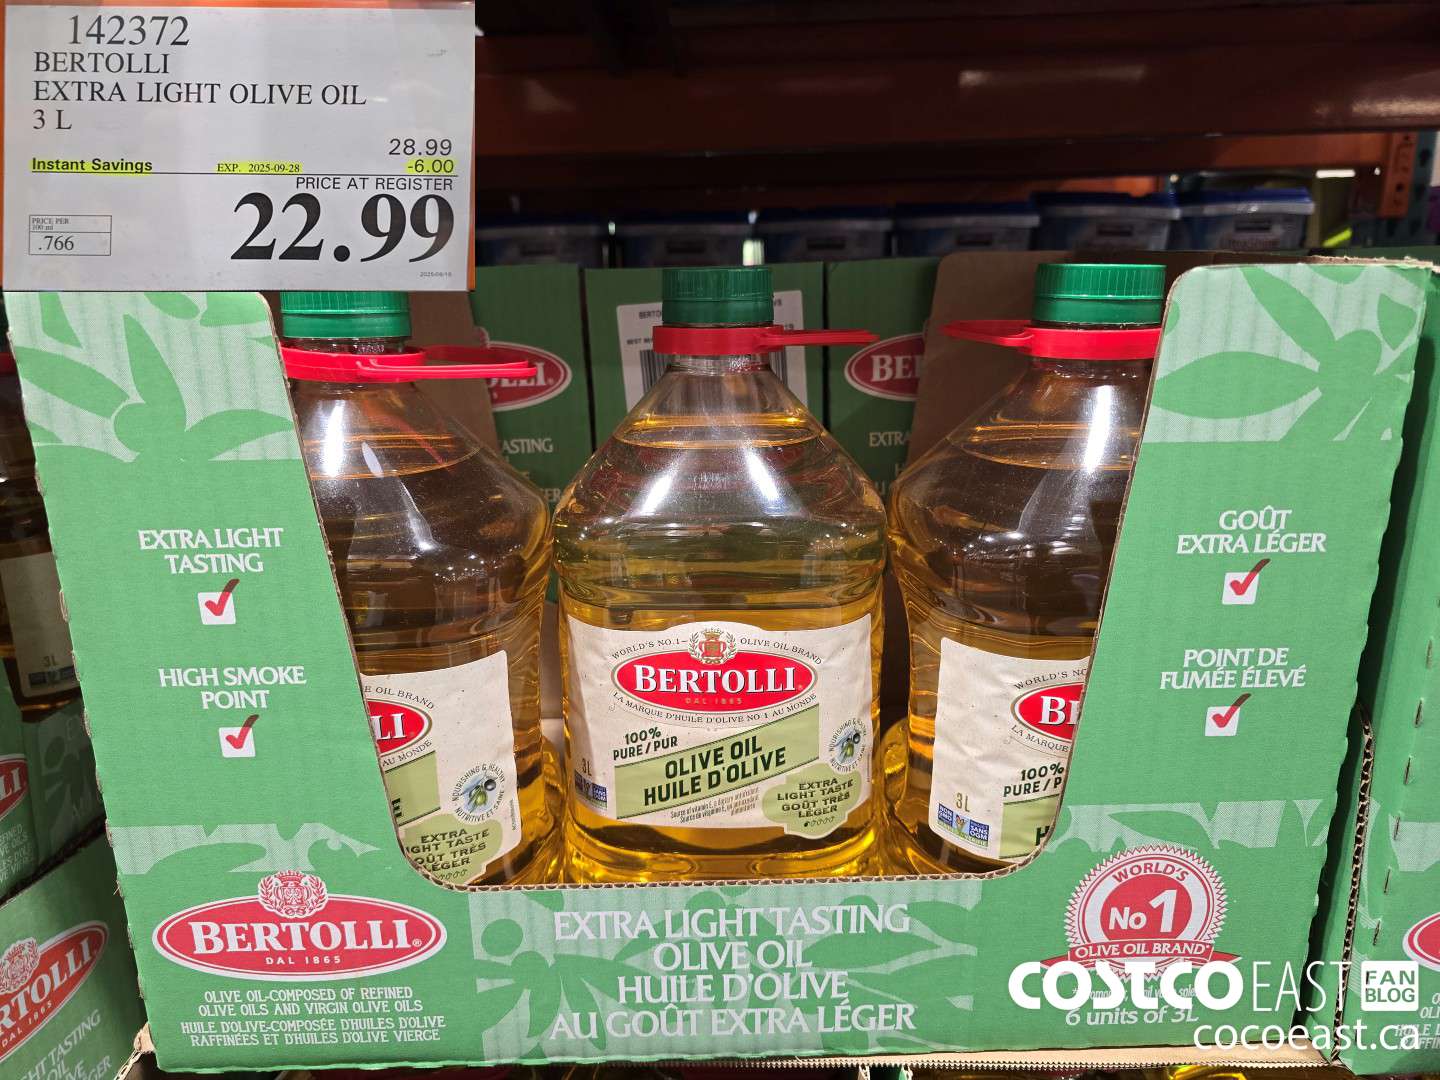 142372
BERTOLLI
EXTRA LIGHT OLIVE OIL
3 L
28.99
Instant Savings EXP. 2025-09-28 -6.00
PRICE AT REGISTER
22.99
PRICE PER
100 ml
.766
EXTRA LIGHT
TASTING
HIGH SMOKE
POINT
GOÛT
EXTRA LÉGER
POINT DE
FUMÉE ÉLEVÉ
WORLD'S NO.1 OLIVE OIL BRAND
BERTOLLI
DAL 1865
LA MARQUE D'HUILE D'OLIVE NO 1 AU MONDE
100%
PURE / PUR
OLIVE OIL
HUILE D'OLIVE
3L
EXTRA
LIGHT TASTE
GOÛT TRÈS
LÉGER
BERTOLLI®
DAL 1865
OLIVE OIL-COMPOSED OF REFINED
OLIVE OILS AND VIRGIN OLIVE OILS
HUILE D'OLIVE-COMPOSÉE D'HUILES D'OLIVE
RAFFINÉES ET D'HUILES D'OLIVE VIERGE
EXTRA LIGHT TASTING
OLIVE OIL
HUILE D'OLIVE
AU GOÛT EXTRA LÉGER
WORLD'S
No 1
OLIVE OIL BRAND*
6 units of 3L
COSTCO EAST FAN BLOG
cocoeast.ca